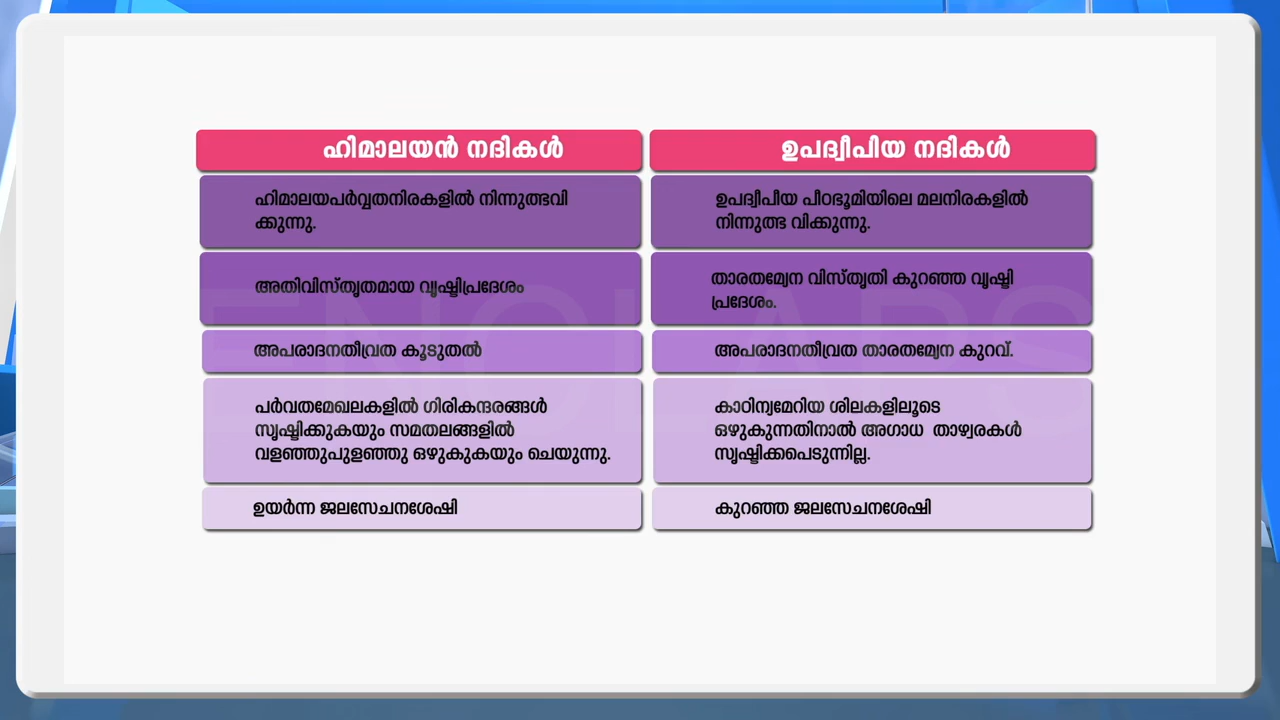 ഹിമാലയൻ നദികൾ
ഉപദ്വീപിയ നദികൾ
ഹിമാലയപർവ്വതനിരകളിൽ നിന്നുത്ഭവി
ക്കുന്നു.
ഉപദ്വീപീയ പീഠഭൂമിയിലെ മലനിരകളിൽ
നിന്നുത്ഭ വിക്കുന്നു.
അതിവിസ്തൃതമായ വൃഷ്ടിപ്രദേശം
താരതമ്യേന വിസ്തൃതി കുറഞ്ഞ വൃഷ്ടി
പ്രദേശം.
അപരാദനതീവ്രത കൂടുതൽ
അപരാദനതീവ്രത താരതമ്യേന കുറവ്.
പർവതമേഖലകളിൽ ഗിരികന്ദരങ്ങൾ
സൃഷ്ടിക്കുകയും സമതലങ്ങളിൽ
വളഞ്ഞുപുളഞ്ഞു ഒഴുകുകയും ചെയുന്നു.
കാഠിന്യമേറിയ ശിലകളിലൂടെ
ഒഴുകുന്നതിനാൽ അഗാധ താഴ്വരകൾ
സൃഷ്ടിക്കപെടുന്നില്ല.
ഉയർന്ന ജലസേചനശേഷി
കുറഞ്ഞ ജലസേചനശേഷി